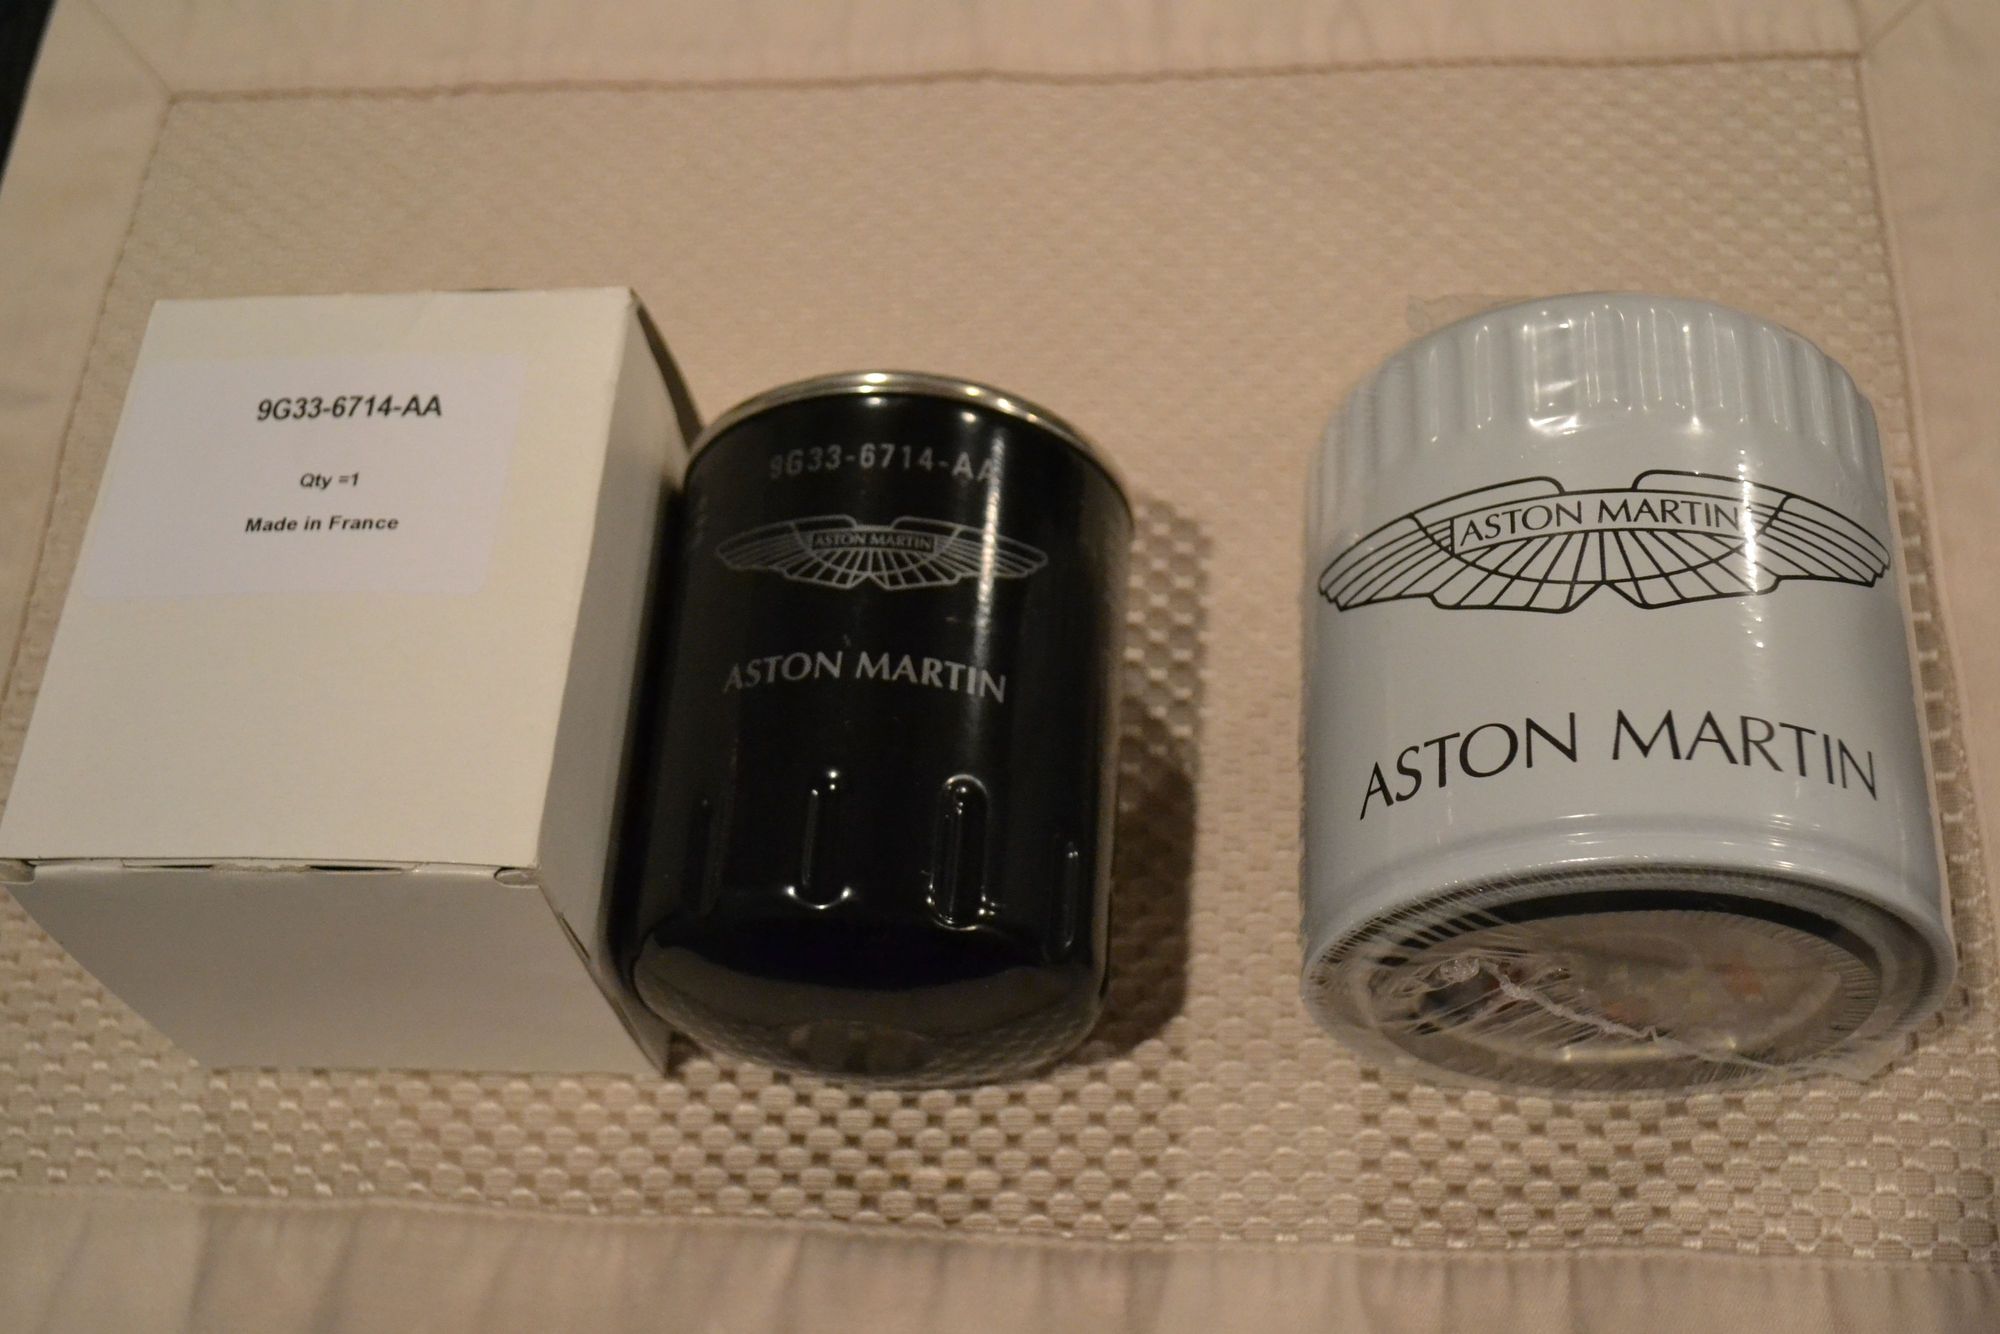 9G33-6714-AA
Qty =1
Made in France
9G33-6714-AA
ASTON MARTIN
ASTON MARTIN
ASTON MARTIN
ASTON MARTIN